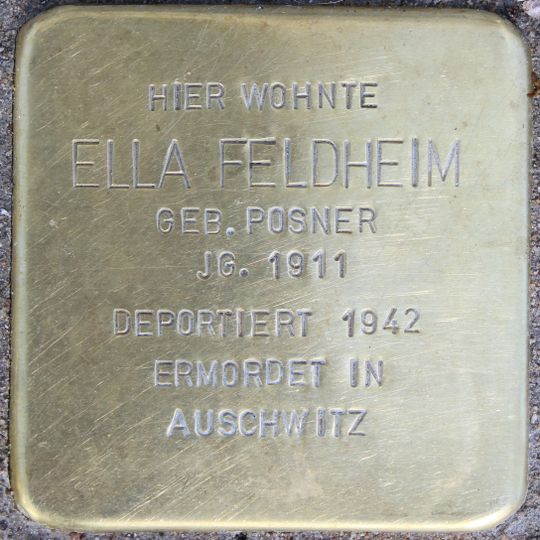 HIER WOHNTE
ELLA FELDHEIM
GEB. POSNER
JG. 1911
DEPORTIERT 1942
ERMORDET IN
AUSCHWITZ